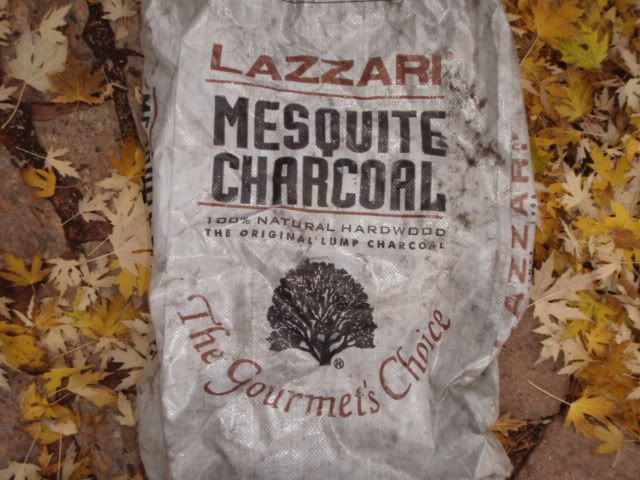 LAZZARI
MESQUITE
CHARCOAL
100% NATURAL HARDWOOD
THE ORIGINAL LUMP CHARCOAL
®
The Gourmet's Choice
LAZZARI